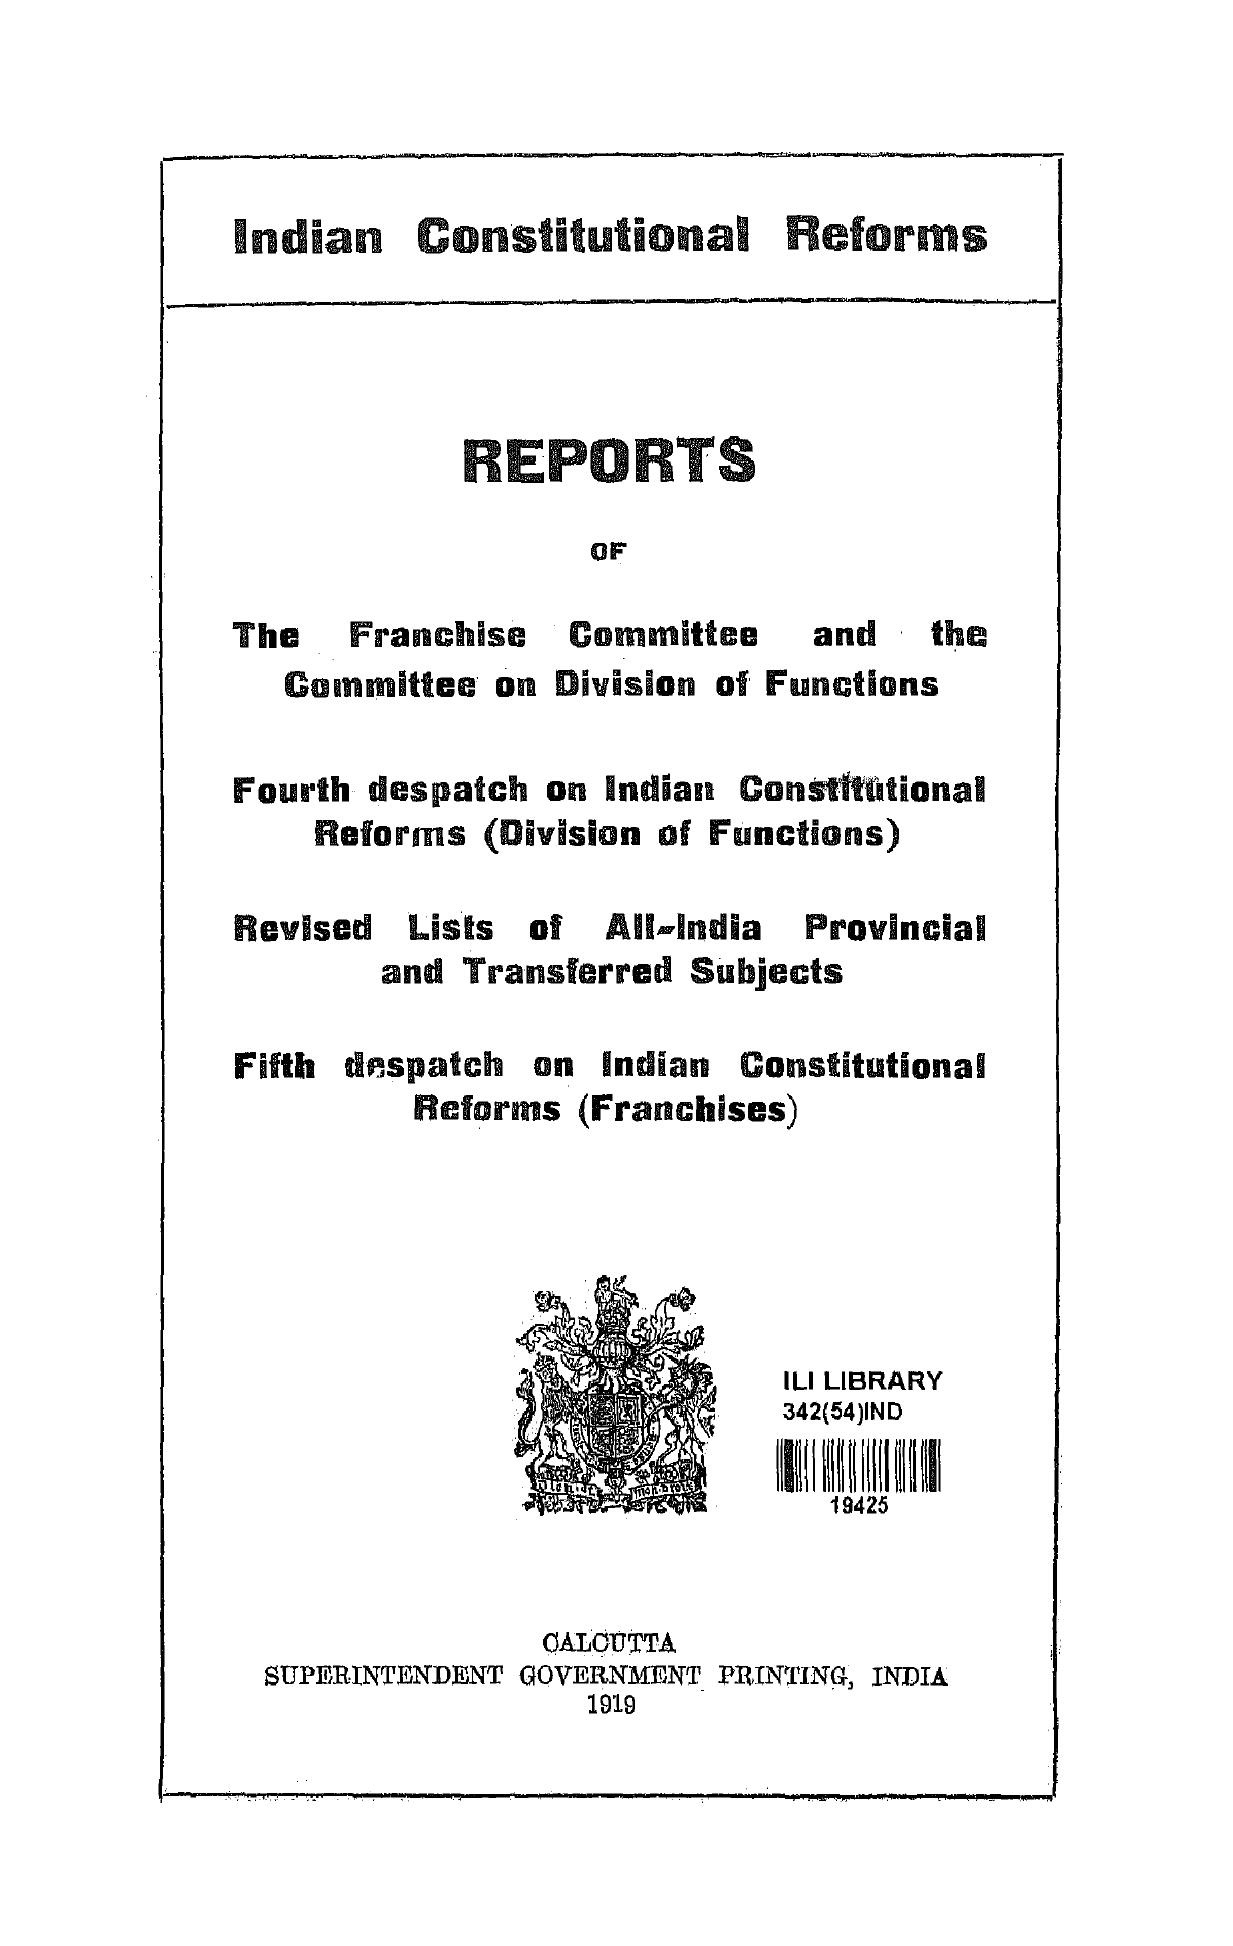 Indian Constitutional Reforms
REPORTS
OF
The Franchise Committee and the
Committee on Division of Functions
Fourth despatch on Indian Constitutional
Reforms (Division of Functions)
Revised Lists of All-India Provincial
and Transferred Subjects
Fifth despatch on Indian Constitutional
Reforms (Franchises)
ILI LIBRARY
342(54)IND
19425
CALCUTTA
SUPERINTENDENT GOVERNMENT PRINTING, INDIA
1919